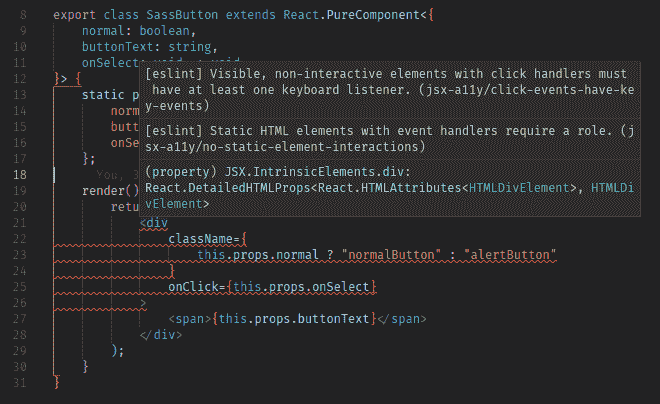 8 export class SassButton extends React.PureComponent<{
9 normal: boolean,
10 buttonText: string,
11 onSelect: void => void
[eslint] Visible, non-interactive elements with click handlers must
12 }> {
have at least one keyboard listener. (jsx-a11y/click-events-have-ke
13 static p
y-events)
14 norm
15 butt
[eslint] Static HTML elements with event handlers require a role. (j
16 onSe
sx-a11y/no-static-element-interactions)
17 };
18 You, 3
(property) JSX.IntrinsicElements.div:
19 render()
React.DetailedHTMLProps<React.HTMLAttributes<HTMLDivElement>, HTMLDi
20 retu
vElement>
21 <div
22 className={
23 this.props.normal ? "normalButton" : "alertButton"
24 }
25 onClick={this.props.onSelect}
26 >
27 <span>{this.props.buttonText}</span>
28 </div>
29 );
30 }
31 }